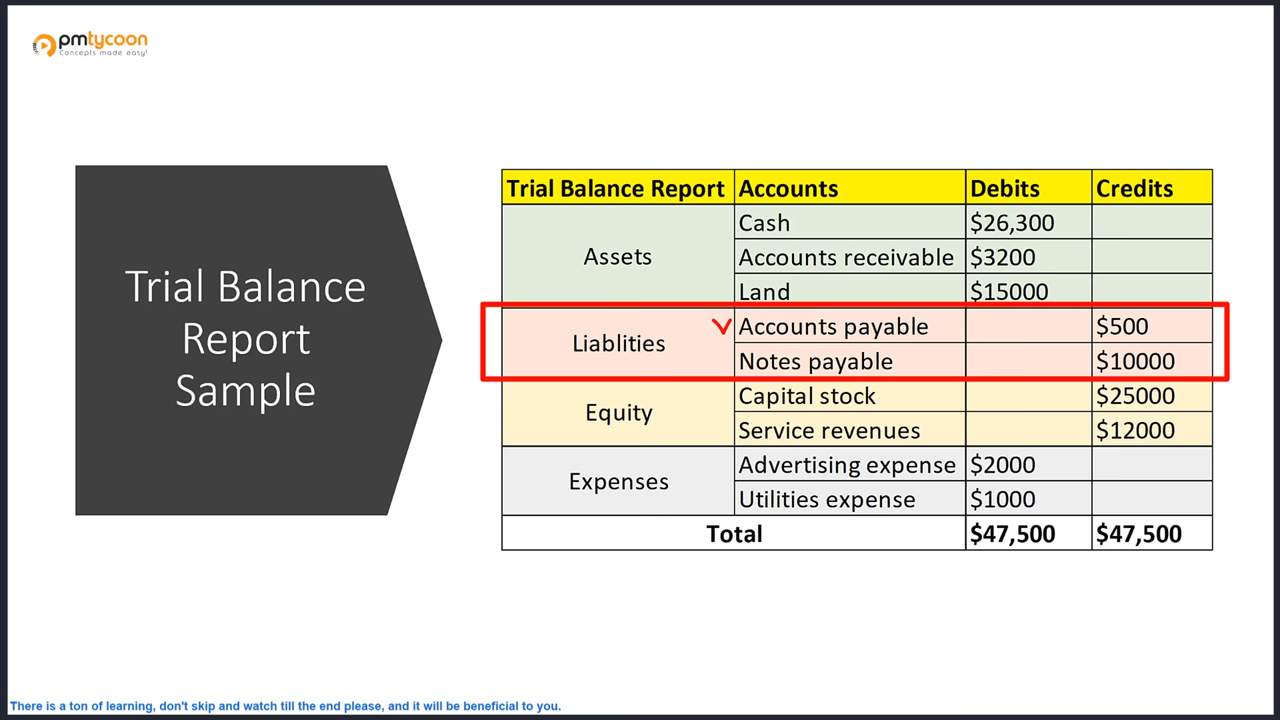 pmtycoon
Concepts made easy!
Trial Balance
Report
Sample
Trial Balance Report Accounts Debits Credits
Assets
Cash $26,300
Accounts receivable $3200
Land $15000
Liablities
Accounts payable $500
Notes payable $10000
Equity
Capital stock $25000
Service revenues $12000
Expenses
Advertising expense $2000
Utilities expense $1000
Total $47,500 $47,500
There is a ton of learning, don't skip and watch till the end please, and it will be beneficial to you.